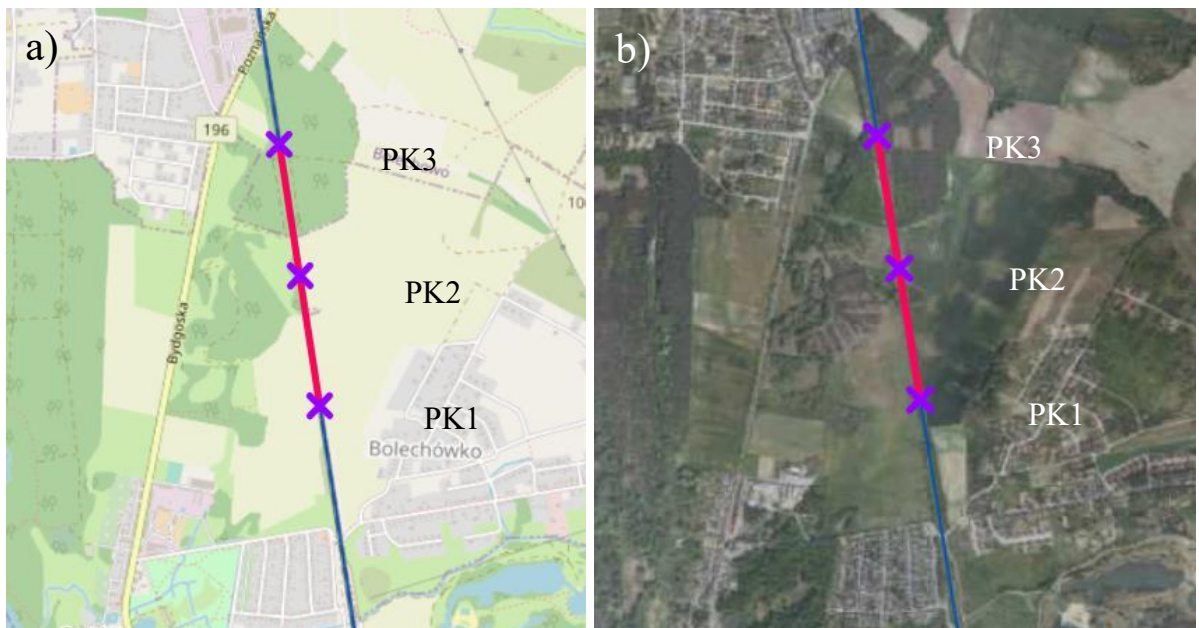 a)
Poznańska
196
PK3
PK2
Bydgoska
PK1
Bolechówko
b)
PK3
PK2
PK1